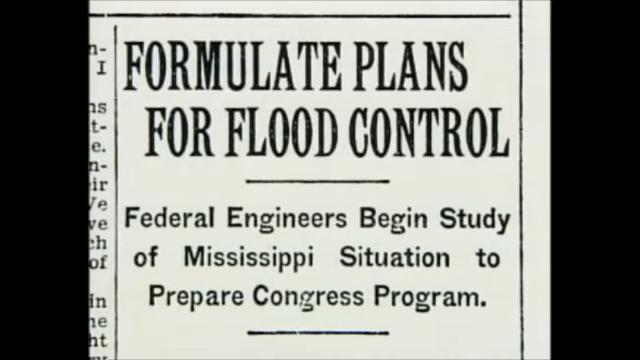 FORMULATE PLANS
FOR FLOOD CONTROL
Federal Engineers Begin Study
of Mississippi Situation to
Prepare Congress Program.